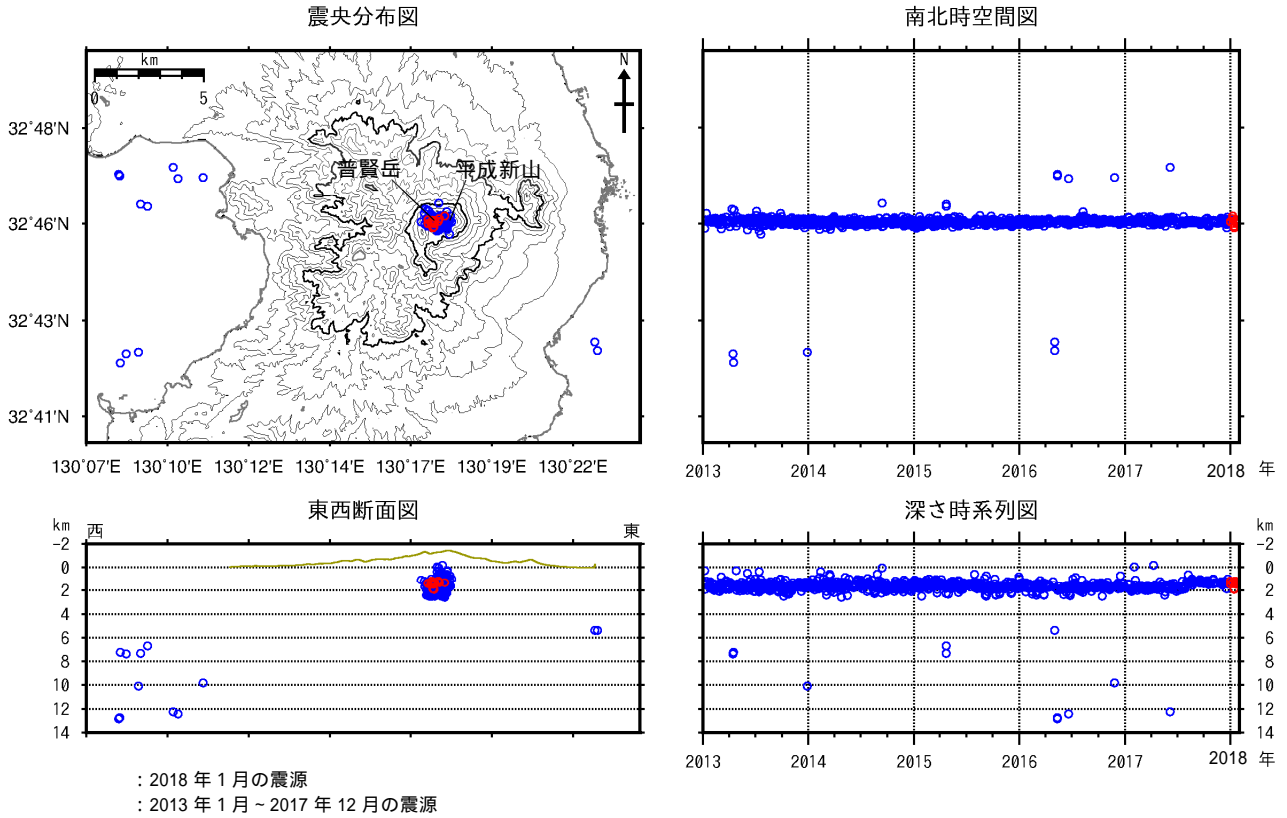 震央分布図
南北時空間図
km
0 5
N
32°48'N
32°46'N
32°43'N
32°41'N
普賢岳 平成新山
130°07'E 130°10'E 130°12'E 130°14'E 130°17'E 130°19'E 130°22'E
2013 2014 2015 2016 2017 2018 年
東西断面図
深さ時系列図
km 西 東
-2
0
2
4
6
8
10
12
14
km
-2
0
2
4
6
8
10
12
14
2013 2014 2015 2016 2017 2018 年
：2018 年 1 月の震源
：2013 年 1 月～2017 年 12 月の震源